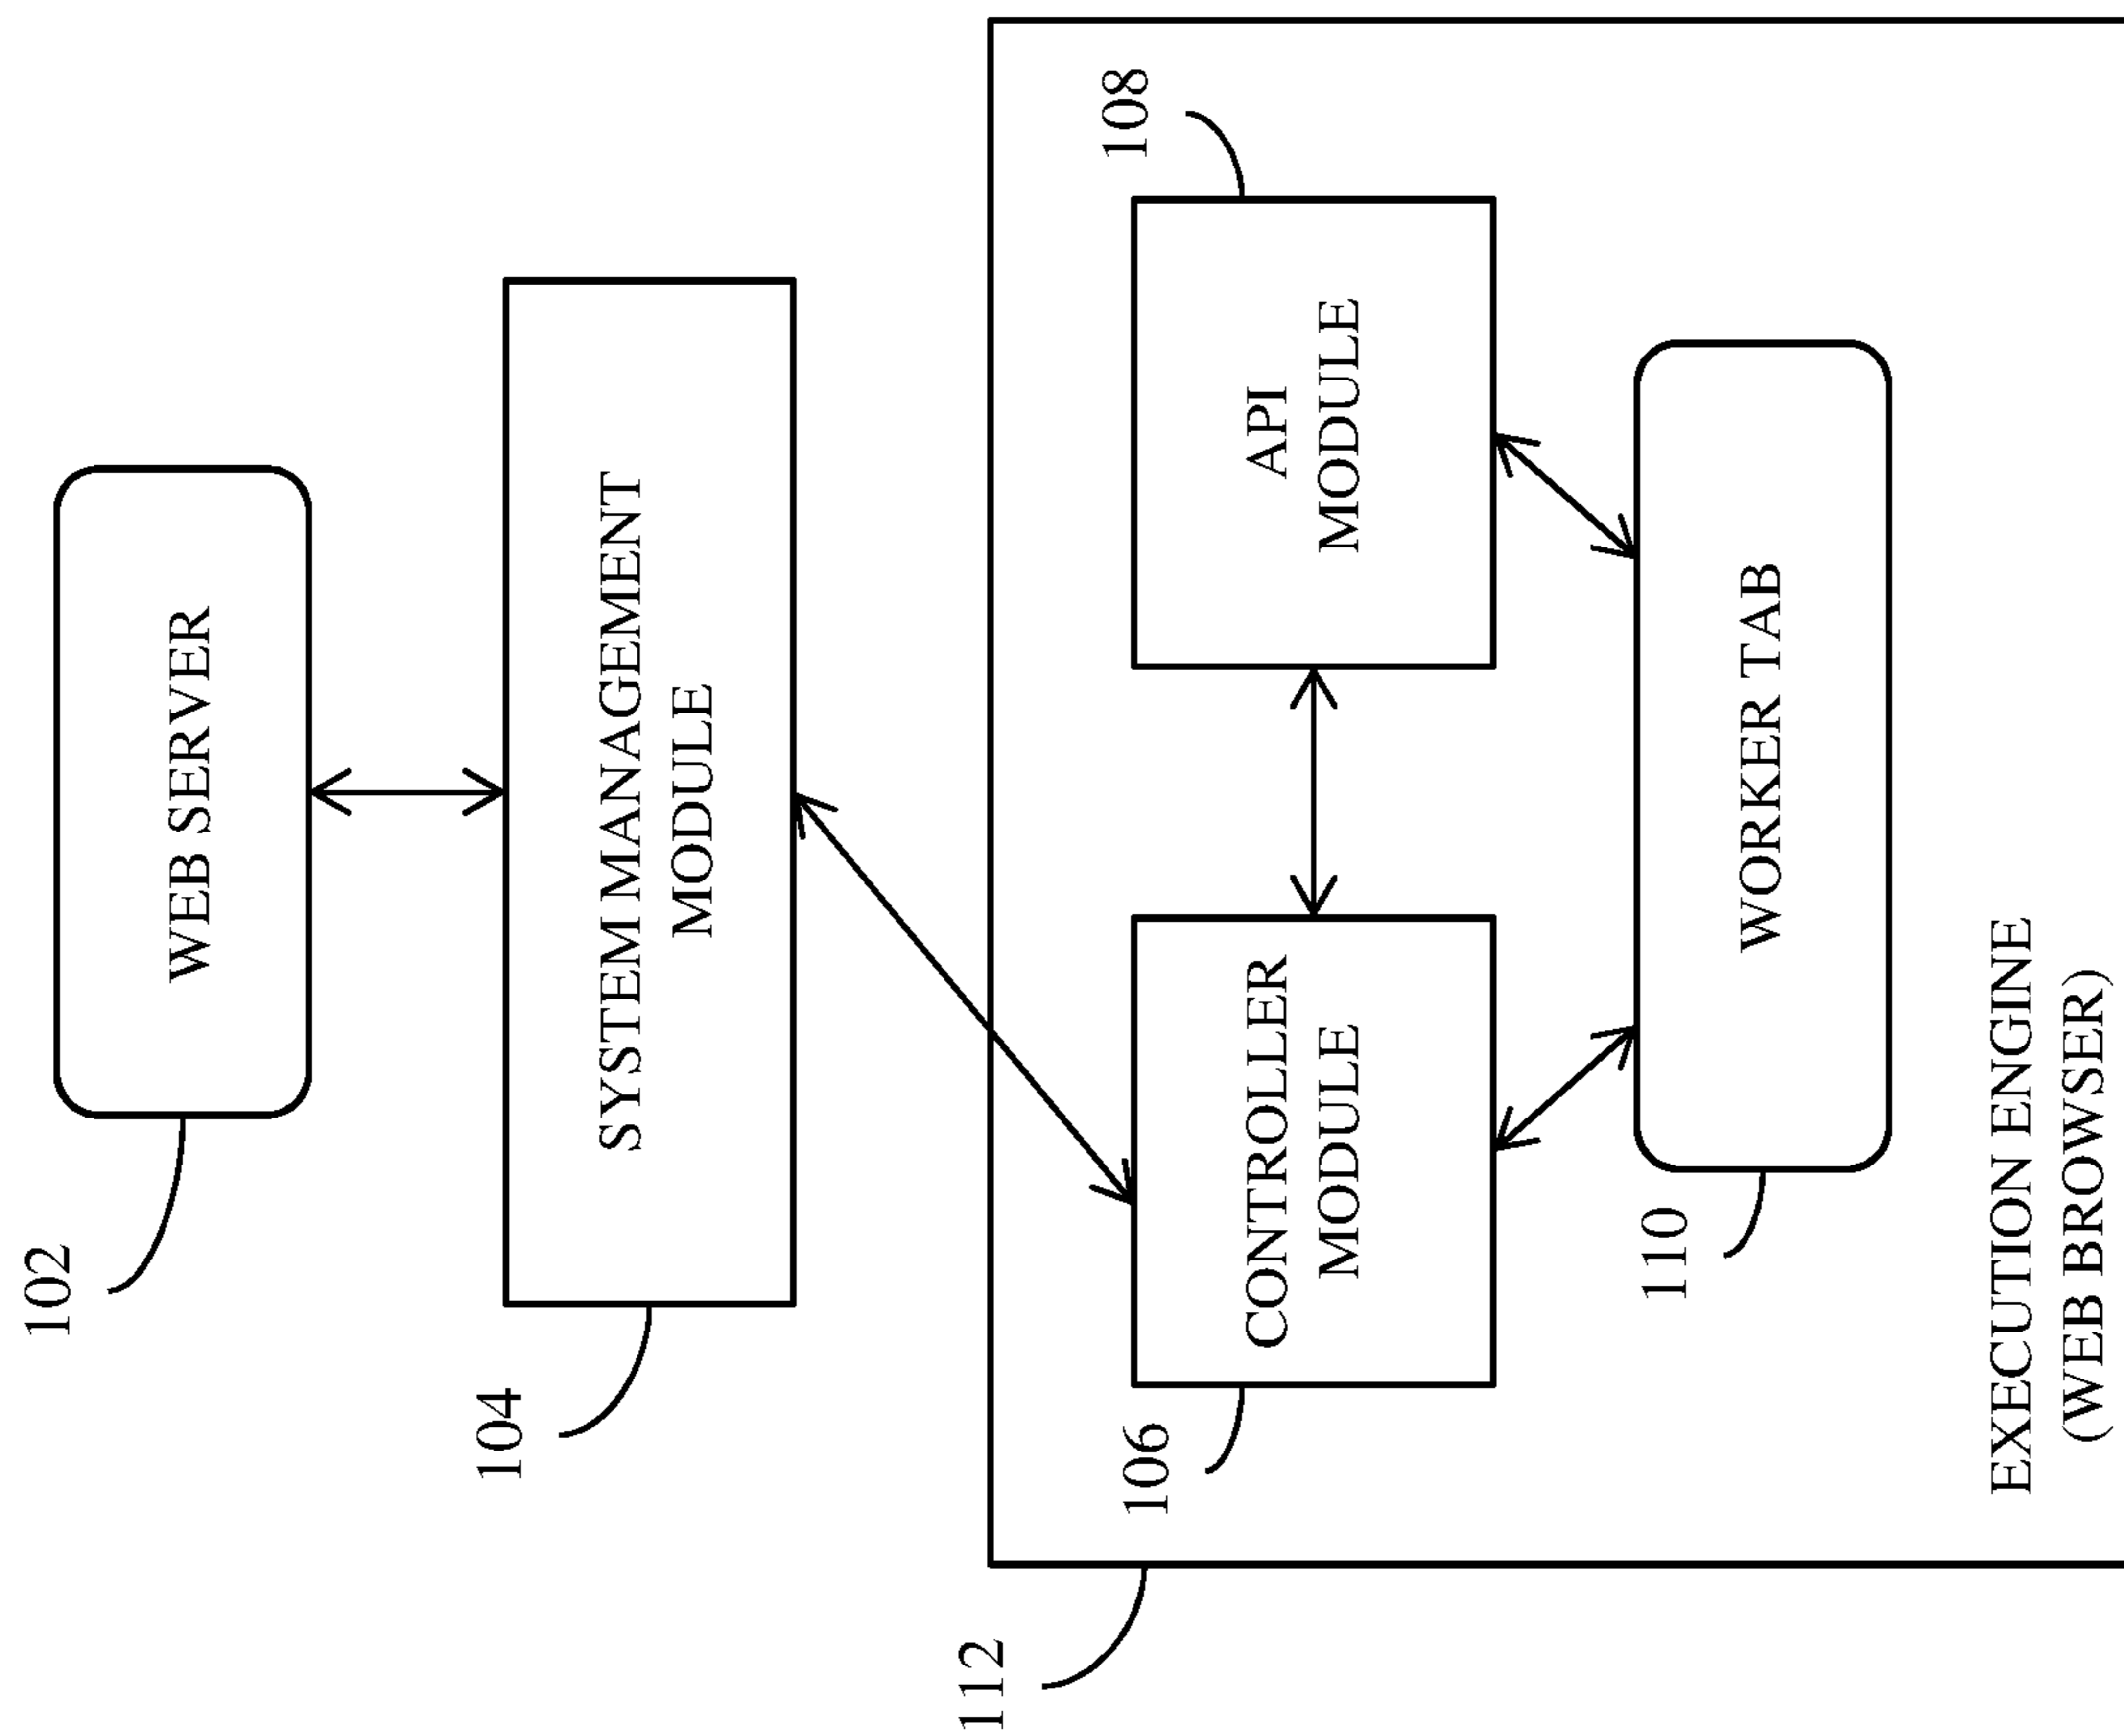 102
WEB SERVER
104
SYSTEM MANAGEMENT
MODULE
112
106
CONTROLLER
MODULE
108
API
MODULE
110
WORKER TAB
EXECUTION ENGINE
(WEB BROWSER)